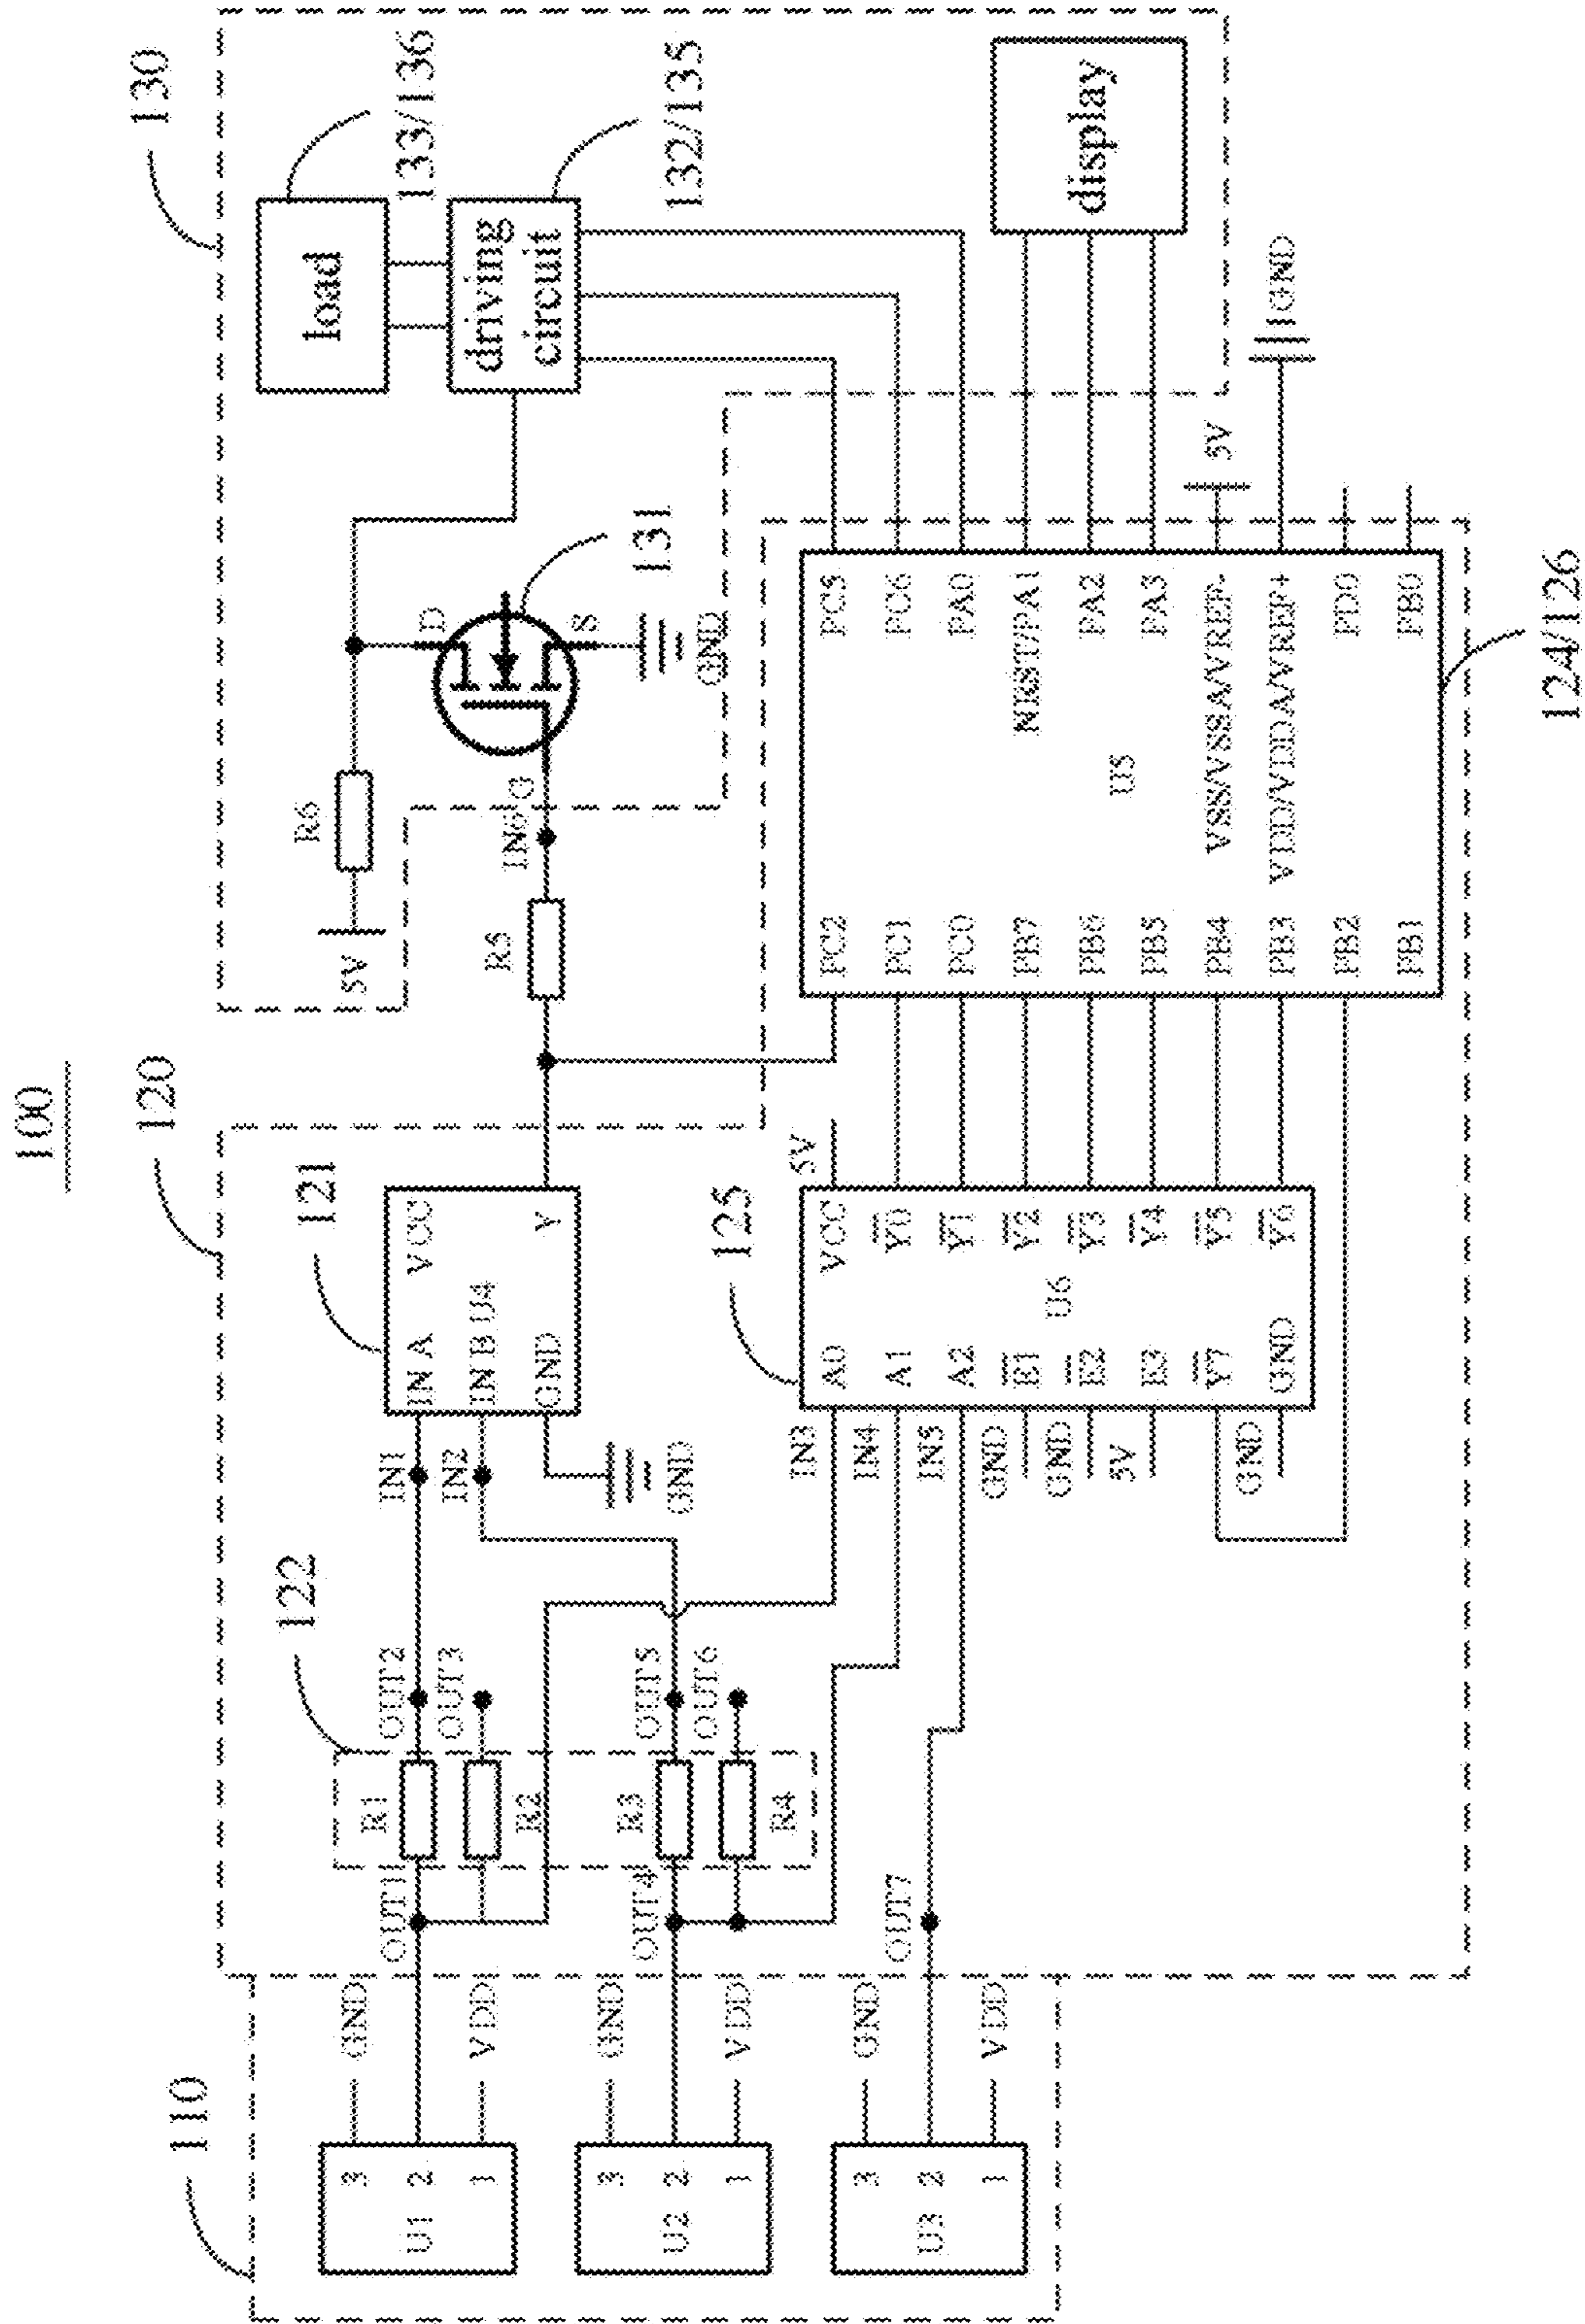 100
110
U1
3
2
1
GND
VDD
U2
3
2
1
GND
VDD
U3
3
2
1
GND
VDD
120
122
OUT1
R1
OUT2
R2
OUT3
OUT4
R3
OUT5
R4
OUT6
OUT7
IN1
IN2
121
IN A
VCC
IN B U4
GND
Y
GND
125
IN3
IN4
IN5
GND
GND
5V
GND
A0
A1
A2
E1
E2
E3
Y7
GND
U6
VCC
Y0
Y1
Y2
Y3
Y4
Y5
Y6
5V
R5
IN6
G
D
S
GND
131
5V
R6
130
load
133/136
driving
circuit
132/135
display
PC2
PC1
PC0
PB7
PB6
PB5
PB4
PB3
PB2
PB1
U5
PC5
PC6
PA0
NRST/PA1
PA2
PA3
VSS/VSSA/VREF-
VDD/VDDA/VREF+
PD0
PB0
5V
GND
124/126